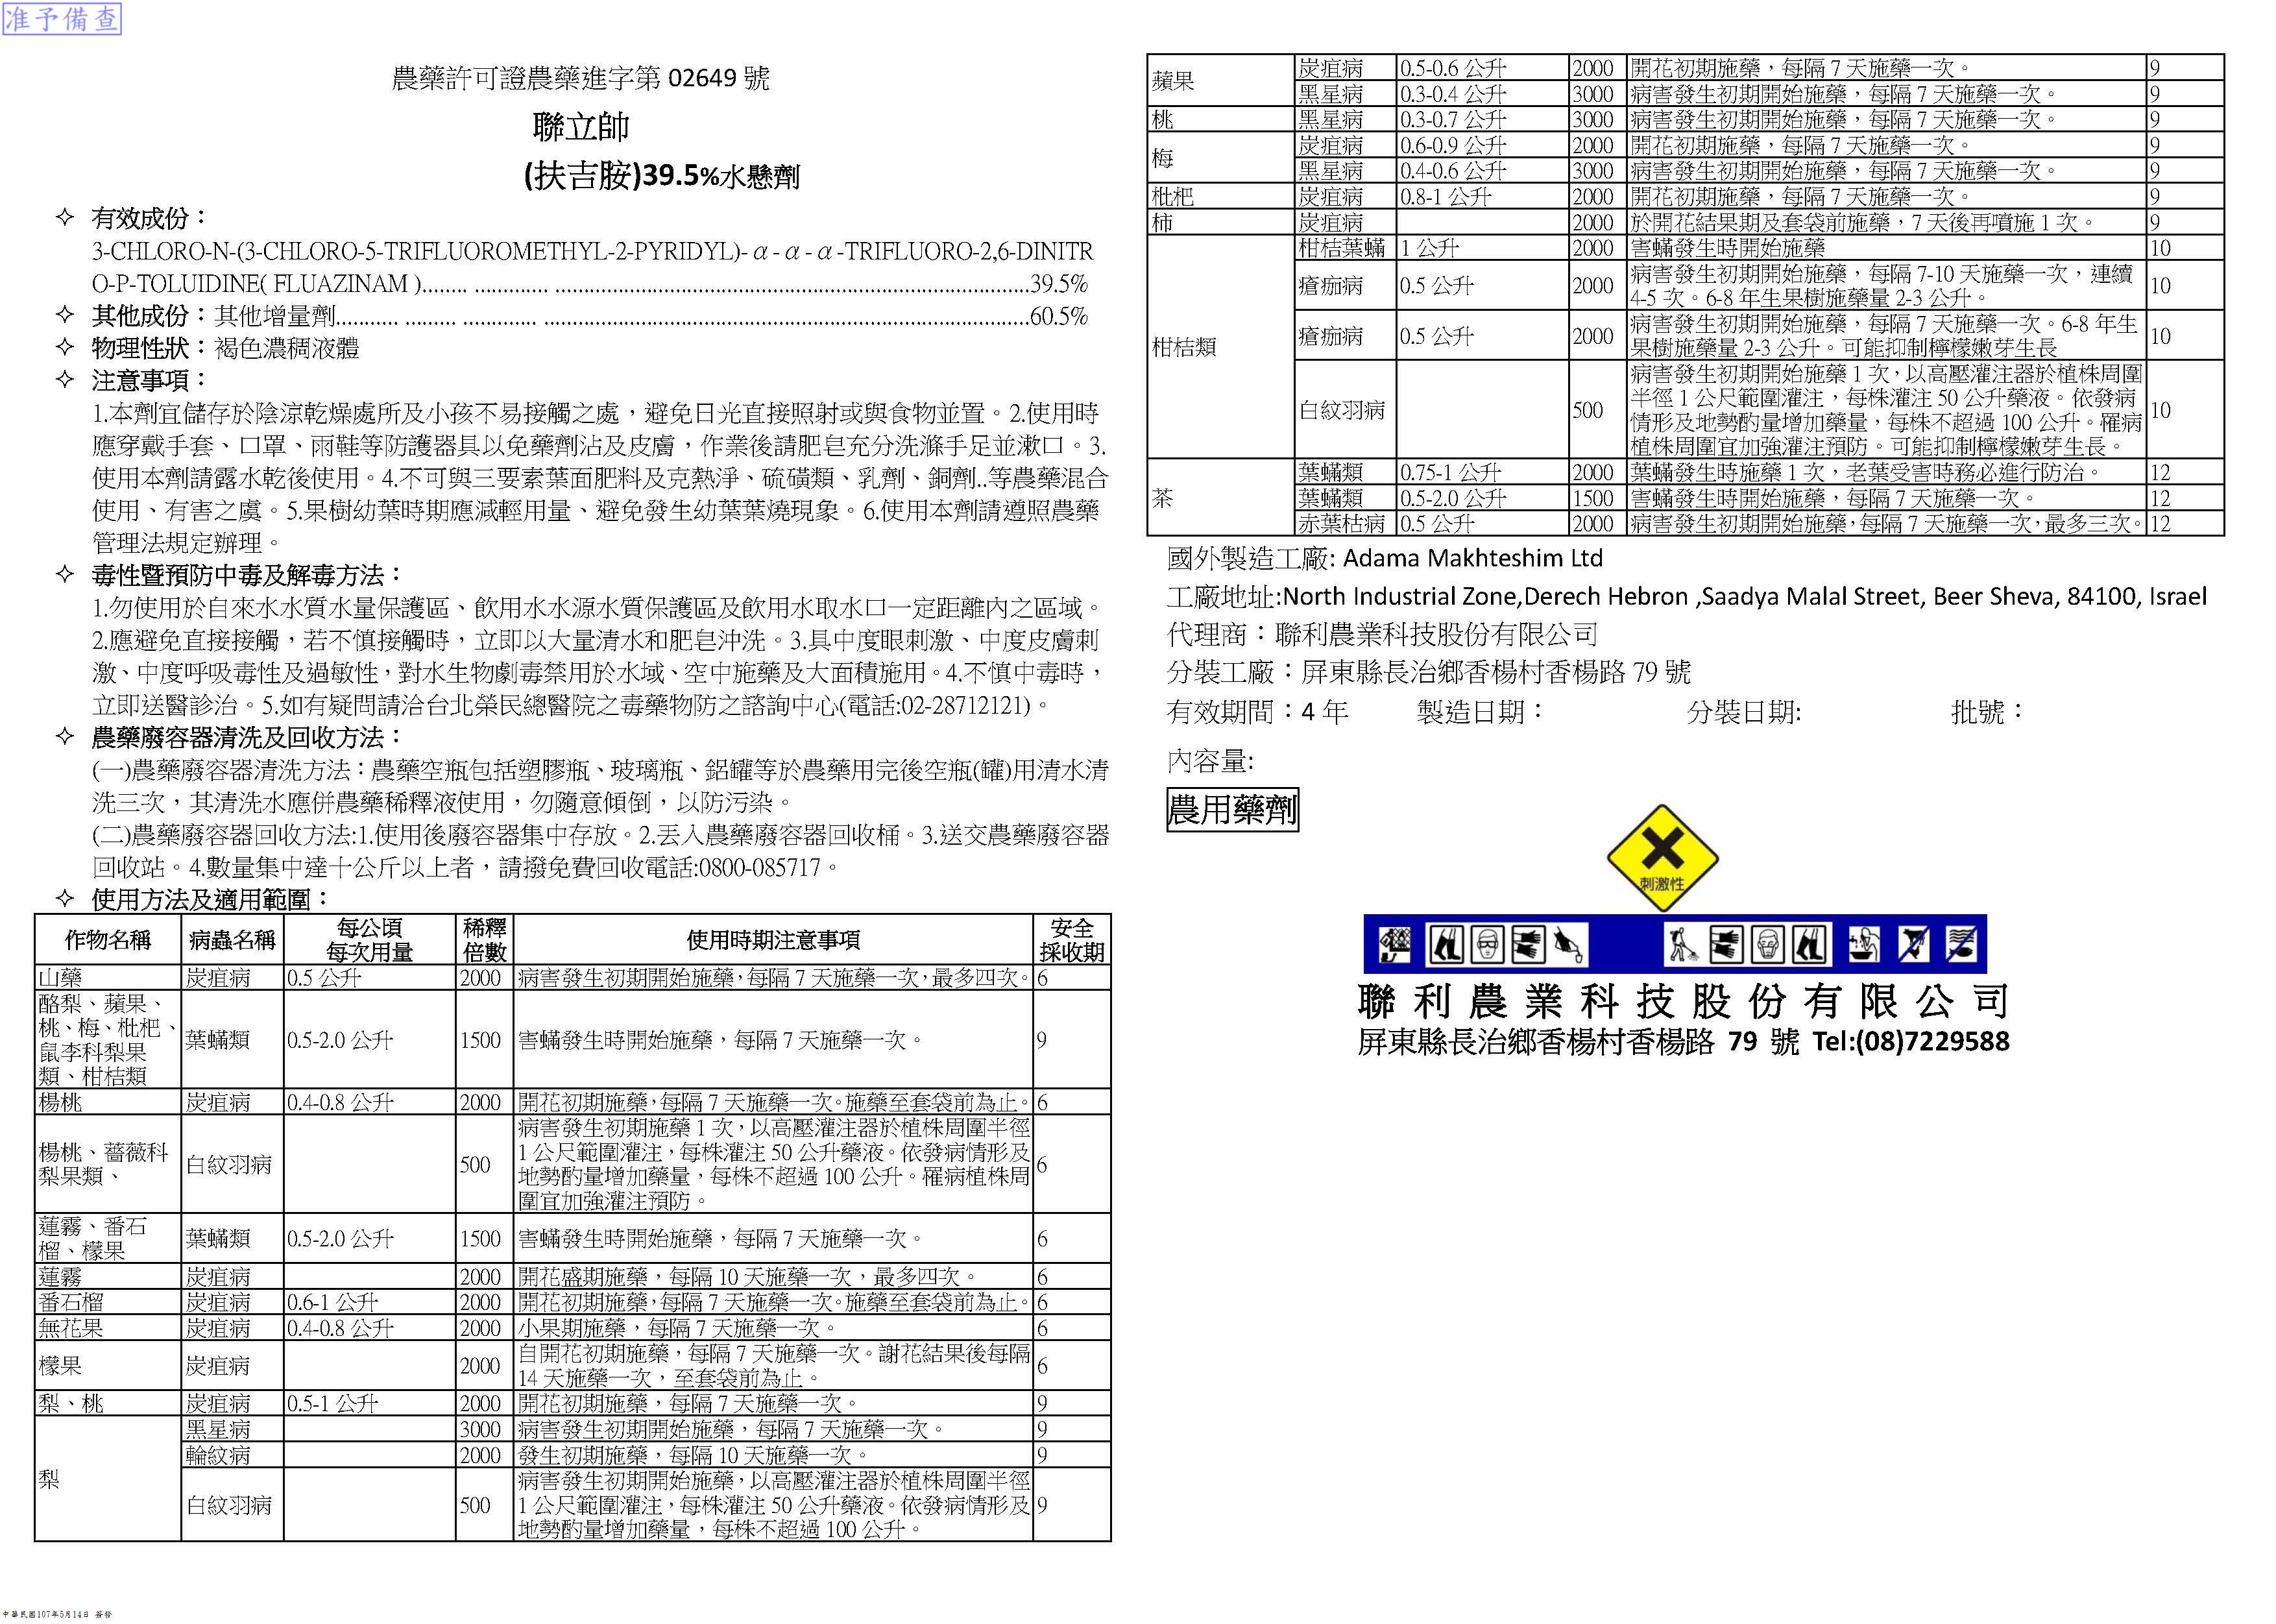 准予備查
農藥許可證農藥進字第 02649 號
聯立帥
(扶吉胺)39.5%水懸劑
✧ 有效成份：
3-CHLORO-N-(3-CHLORO-5-TRIFLUOROMETHYL-2-PYRIDYL)-α-α-α-TRIFLUORO-2,6-DINITR
O-P-TOLUIDINE( FLUAZINAM )........ .............. ....................................................................................39.5%
✧ 其他成份：其他增量劑........... ......... ............. .....................................................................................60.5%
✧ 物理性狀：褐色濃稠液體
✧ 注意事項：
1.本劑宜儲存於陰涼乾燥處所及小孩不易接觸之處，避免日光直接照射或與食物並置。2.使用時
應穿戴手套、口罩、雨鞋等防護器具以免藥劑沾及皮膚，作業後請肥皂充分洗滌手足並漱口。3.
使用本劑請露水乾後使用。4.不可與三要素葉面肥料及克熱淨、硫磺類、乳劑、銅劑..等農藥混合
使用、有害之虞。5.果樹幼葉時期應減輕用量、避免發生幼葉葉燒現象。6.使用本劑請遵照農藥
管理法規定辦理。
✧ 毒性暨預防中毒及解毒方法：
1.勿使用於自來水水質水量保護區、飲用水水源水質保護區及飲用水取水口一定距離內之區域。
2.應避免直接接觸，若不慎接觸時，立即以大量清水和肥皂沖洗。3.具中度眼刺激、中度皮膚刺
激、中度呼吸毒性及過敏性，對水生物劇毒禁用於水域、空中施藥及大面積施用。4.不慎中毒時，
立即送醫診治。5.如有疑問請洽台北榮民總醫院之毒藥物防之諮詢中心(電話:02-28712121)。
✧ 農藥廢容器清洗及回收方法：
(一)農藥廢容器清洗方法：農藥空瓶包括塑膠瓶、玻璃瓶、鋁罐等於農藥用完後空瓶(罐)用清水清
洗三次，其清洗水應併農藥稀釋液使用，勿隨意傾倒，以防污染。
(二)農藥廢容器回收方法:1.使用後廢容器集中存放。2.丟入農藥廢容器回收桶。3.送交農藥廢容器
回收站。4.數量集中達十公斤以上者，請撥免費回收電話:0800-085717。
✧ 使用方法及適用範圍：
作物名稱 病蟲名稱 每公頃 每次用量 稀釋 倍數 使用時期注意事項 安全 採收期
山藥 炭疽病 0.5 公升 2000 病害發生初期開始施藥，每隔 7 天施藥一次，最多四次。 6
酪梨、蘋果、
桃、梅、枇杷、
鼠李科梨果
類、柑桔類 葉蟎類 0.5-2.0 公升 1500 害蟎發生時開始施藥，每隔 7 天施藥一次。 9
楊桃 炭疽病 0.4-0.8 公升 2000 開花初期施藥，每隔 7 天施藥一次。施藥至套袋前為止。 6
楊桃、薔薇科
梨果類、 白紋羽病 500 病害發生初期施藥 1 次，以高壓灌注器於植株周圍半徑
1 公尺範圍灌注，每株灌注 50 公升藥液。依發病情形及
地勢酌量增加藥量，每株不超過 100 公升。罹病植株周
圍宜加強灌注預防。 6
蓮霧、番石
榴、檬果 葉蟎類 0.5-2.0 公升 1500 害蟎發生時開始施藥，每隔 7 天施藥一次。 6
蓮霧 炭疽病 2000 開花盛期施藥，每隔 10 天施藥一次，最多四次。 6
番石榴 炭疽病 0.6-1 公升 2000 開花初期施藥，每隔 7 天施藥一次。施藥至套袋前為止。 6
無花果 炭疽病 0.4-0.8 公升 2000 小果期施藥，每隔 7 天施藥一次。 6
檬果 炭疽病 2000 自開花初期施藥，每隔 7 天施藥一次。謝花結果後每隔
14 天施藥一次，至套袋前為止。 6
梨、桃 炭疽病 0.5-1 公升 2000 開花初期施藥，每隔 7 天施藥一次。 9
梨 黑星病 3000 病害發生初期開始施藥，每隔 7 天施藥一次。 9
輪紋病 2000 發生初期施藥，每隔 10 天施藥一次。 9
白紋羽病 500 病害發生初期開始施藥，以高壓灌注器於植株周圍半徑
1 公尺範圍灌注，每株灌注 50 公升藥液。依發病情形及
地勢酌量增加藥量，每株不超過 100 公升。 9
蘋果 炭疽病 0.5-0.6 公升 2000 開花初期施藥，每隔 7 天施藥一次。 9
黑星病 0.3-0.4 公升 3000 病害發生初期開始施藥，每隔 7 天施藥一次。 9
桃 黑星病 0.3-0.7 公升 3000 病害發生初期開始施藥，每隔 7 天施藥一次。 9
梅 炭疽病 0.6-0.9 公升 2000 開花初期施藥，每隔 7 天施藥一次。 9
黑星病 0.4-0.6 公升 3000 病害發生初期開始施藥，每隔 7 天施藥一次。 9
枇杷 炭疽病 0.8-1 公升 2000 開花初期施藥，每隔 7 天施藥一次。 9
柿 炭疽病 2000 於開花結果期及套袋前施藥，7 天後再噴施 1 次。 9
柑桔類 柑桔葉蟎 1 公升 2000 害蟎發生時開始施藥 10
瘡痂病 0.5 公升 2000 病害發生初期開始施藥，每隔 7-10 天施藥一次，連續
4-5 次。6-8 年生果樹施藥量 2-3 公升。 10
瘡痂病 0.5 公升 2000 病害發生初期開始施藥，每隔 7 天施藥一次。6-8 年生
果樹施藥量 2-3 公升。可能抑制檸檬嫩芽生長 10
白紋羽病 500 病害發生初期開始施藥 1 次，以高壓灌注器於植株周圍
半徑 1 公尺範圍灌注，每株灌注 50 公升藥液。依發病
情形及地勢酌量增加藥量，每株不超過 100 公升。罹病
植株周圍宜加強灌注預防。可能抑制檸檬嫩芽生長。 10
茶 葉蟎類 0.75-1 公升 2000 葉蟎發生時施藥 1 次，老葉受害時務必進行防治。 12
葉蟎類 0.5-2.0 公升 1500 害蟎發生時開始施藥，每隔 7 天施藥一次。 12
赤葉枯病 0.5 公升 2000 病害發生初期開始施藥，每隔 7 天施藥一次，最多三次。 12
國外製造工廠: Adama Makhteshim Ltd
工廠地址:North Industrial Zone,Derech Hebron ,Saadya Malal Street, Beer Sheva, 84100, Israel
代理商：聯利農業科技股份有限公司
分裝工廠：屏東縣長治鄉香楊村香楊路 79 號
有效期間：4 年 製造日期： 分裝日期: 批號：
內容量:
農用藥劑
刺激性
聯利農業科技股份有限公司
屏東縣長治鄉香楊村香楊路 79 號 Tel:(08)7229588
中華民國107年5月14日 簽發